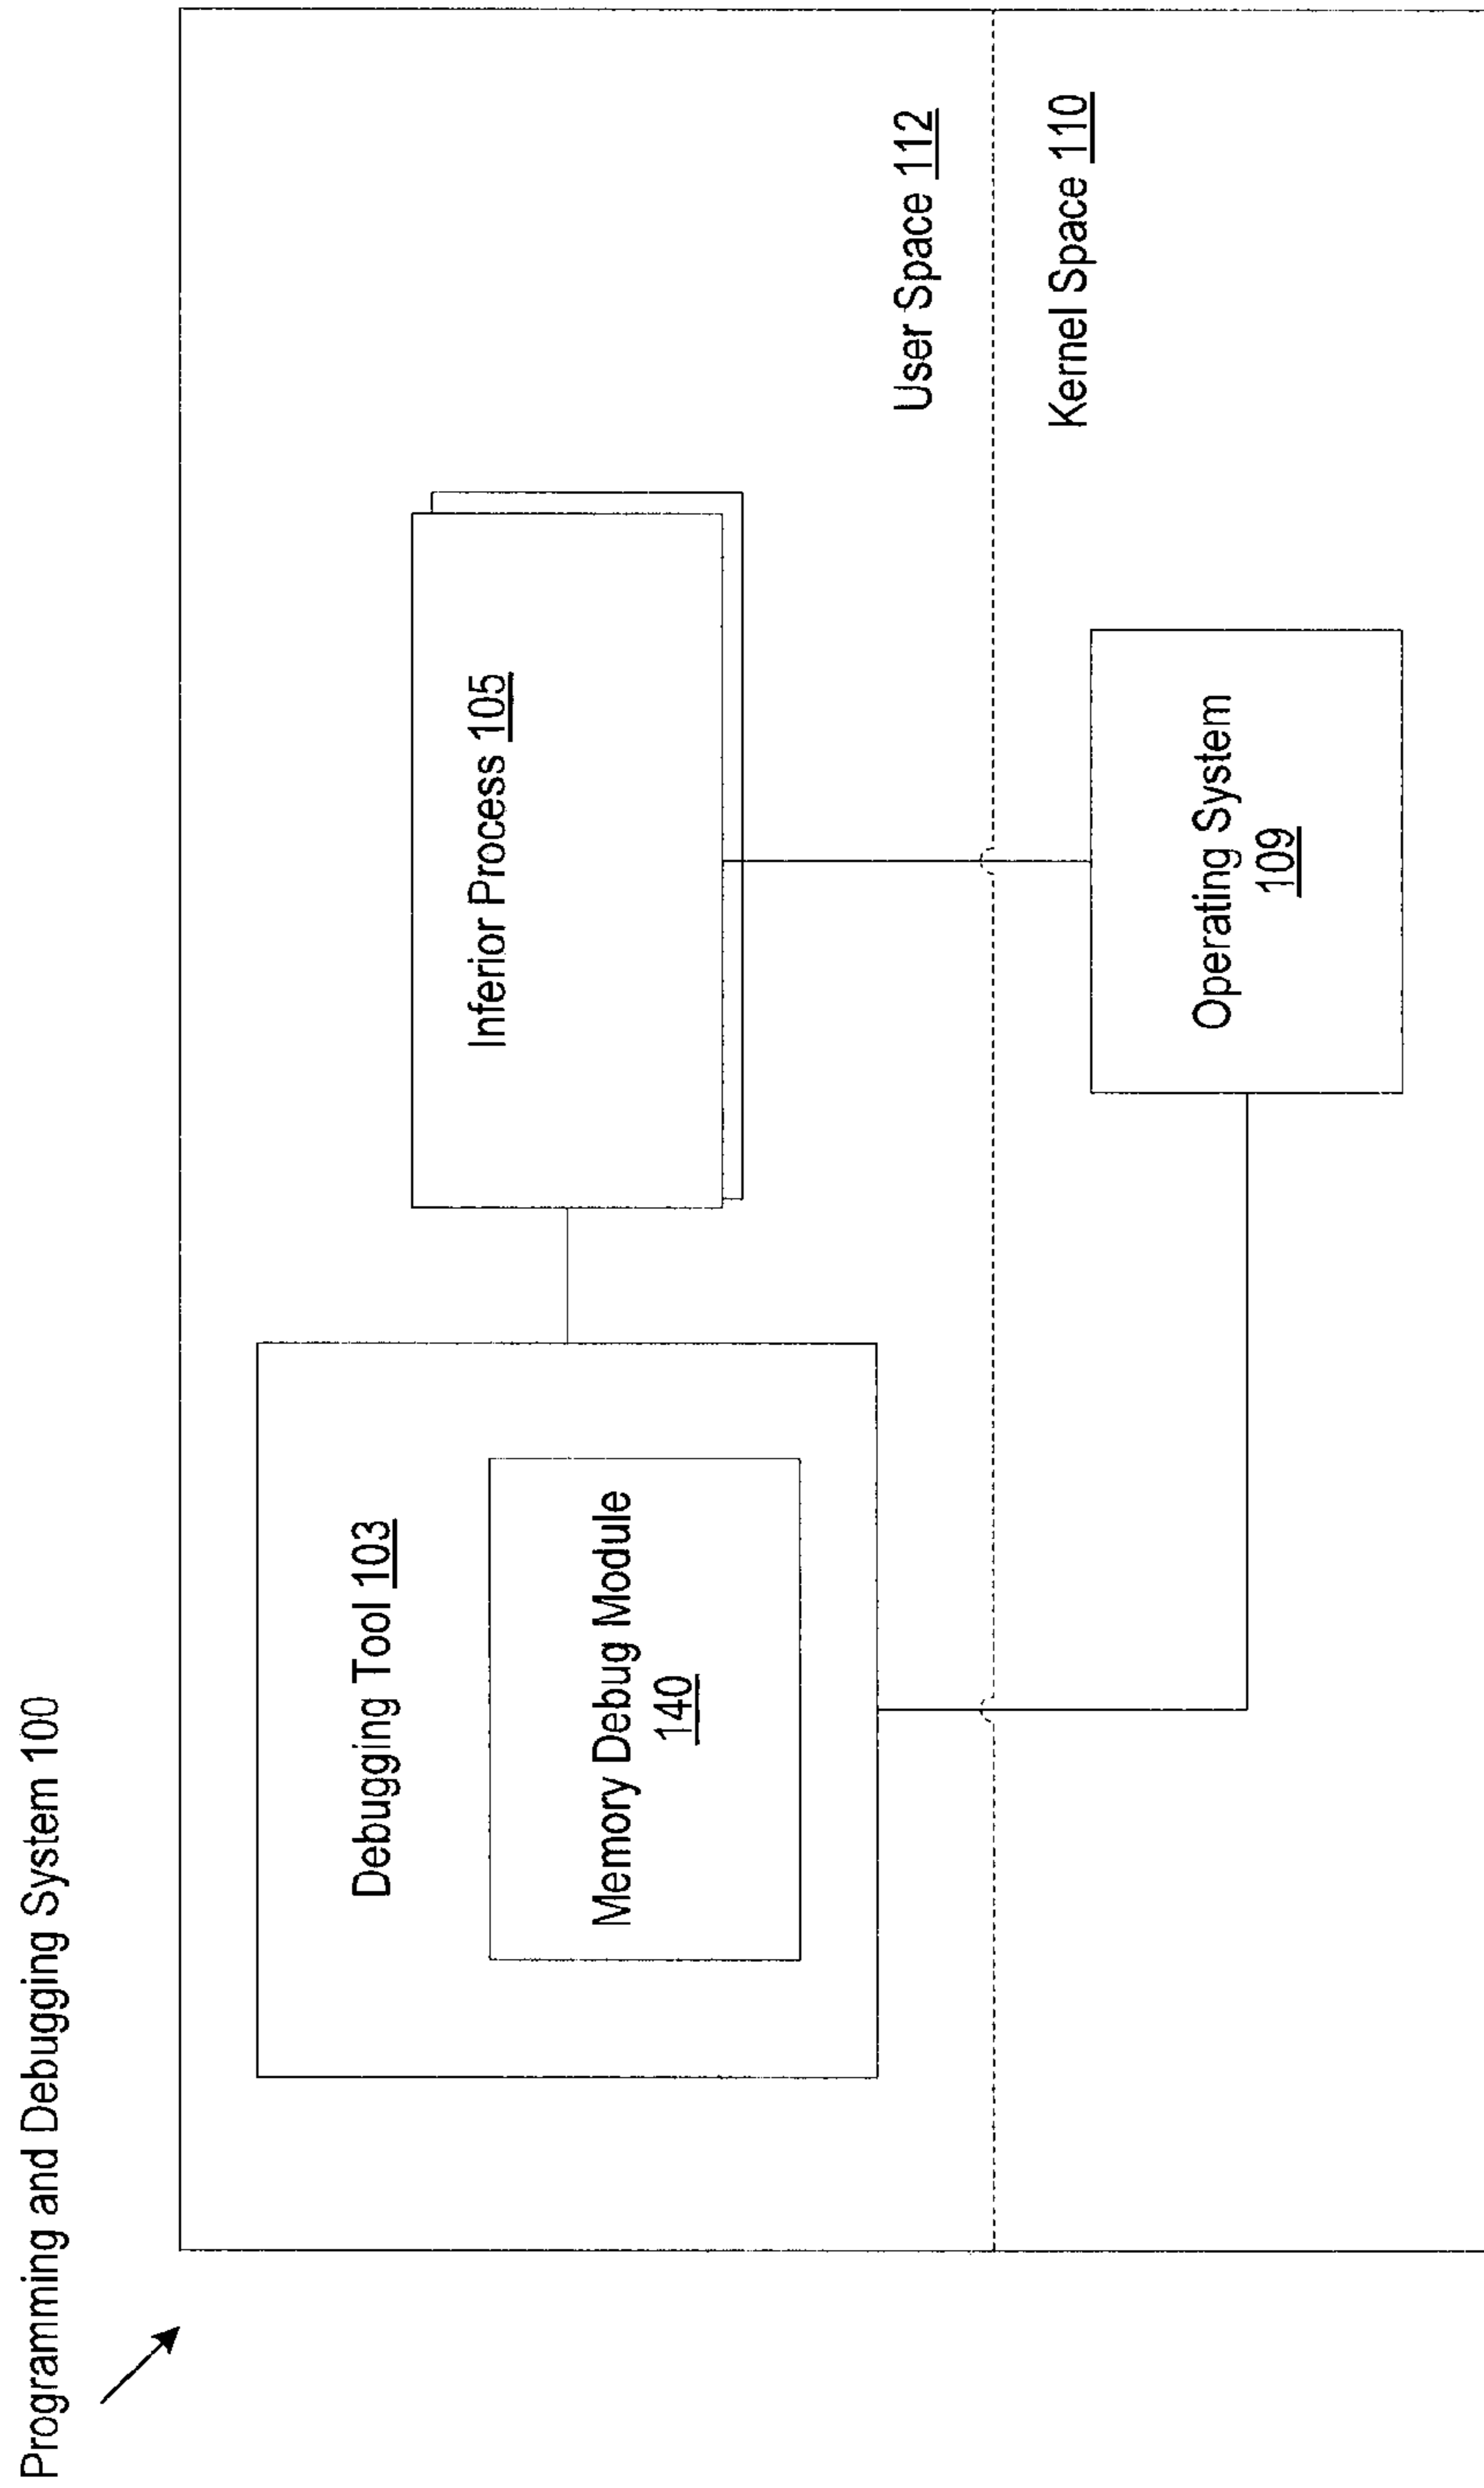 Programming and Debugging System 100
Debugging Tool 103
Memory Debug Module
140
Inferior Process 105
User Space 112
Kernel Space 110
Operating System
109